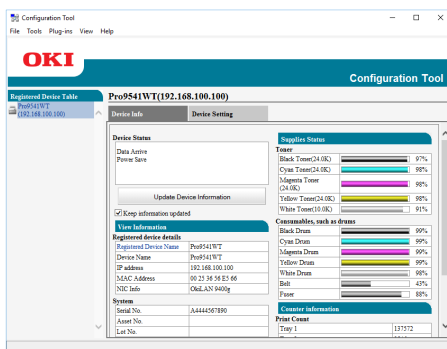 Configuration Tool
File Tools Plug-ins View Help
OKI
Configuration Tool
Registered Device Table
Pro9541WT
(192.168.100.100)
Pro9541WT(192.168.100.100)
Device Info
Device Setting
Device Status
Data Arrive
Power Save
Update Device Information
Keep information updated
View Information
Registered device details
Registered Device Name Pro9541WT
Device Name Pro9541WT
IP address 192.168.100.100
MAC Address 00 25 36 56 E5 66
NIC Info OkiLAN 9400g
System
Serial No. A4444567890
Asset No.
Lot No.
Supplies Status
Toner
Black Toner(24.0K) 97%
Cyan Toner(24.0K) 98%
Magenta Toner
(24.0K) 98%
Yellow Toner(24.0K) 98%
White Toner(10.0K) 91%
Consumables, such as drums
Black Drum 99%
Cyan Drum 99%
Magenta Drum 99%
Yellow Drum 99%
White Drum 98%
Belt 43%
Fuser 88%
Counter information
Print Count
Tray 1 137572